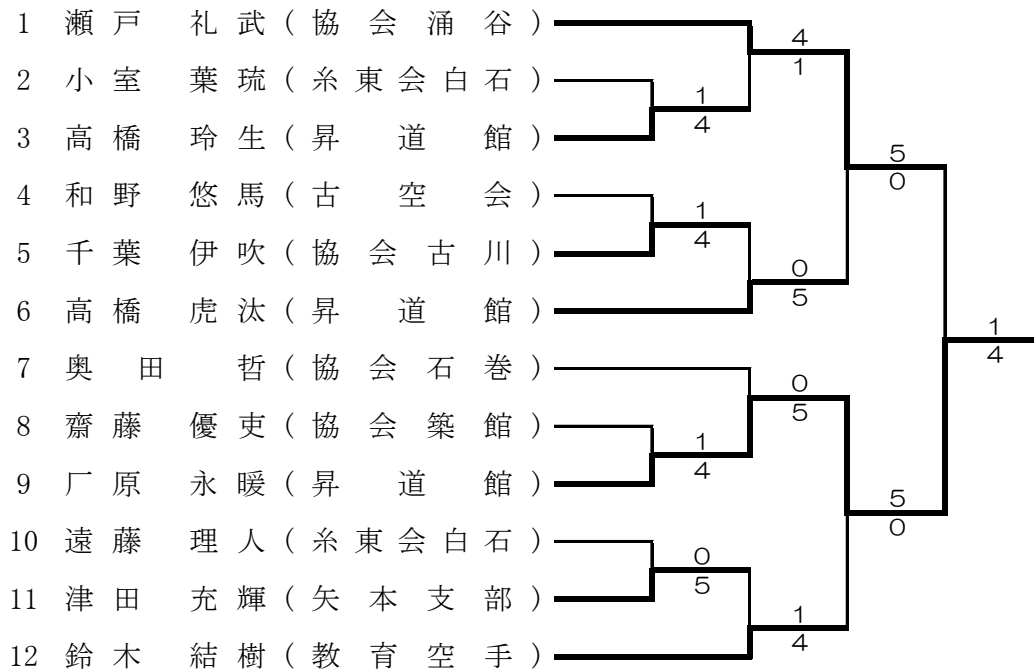 1 瀬戸 礼武(協会涌谷)
4
1
2 小室 葉琉(糸東会白石)
1
4
3 高橋 玲生(昇道館)
5
0
4 和野 悠馬(古空会)
1
4
5 千葉 伊吹(協会古川)
0
5
6 高橋 虎汰(昇道館)
1
4
7 奥田 哲(協会石巻)
0
5
8 齋藤 優吏(協会築館)
1
4
9 厂原 永暖(昇道館)
5
0
10 遠藤 理人(糸東会白石)
0
5
11 津田 充輝(矢本支部)
1
4
12 鈴木 結樹(教育空手)